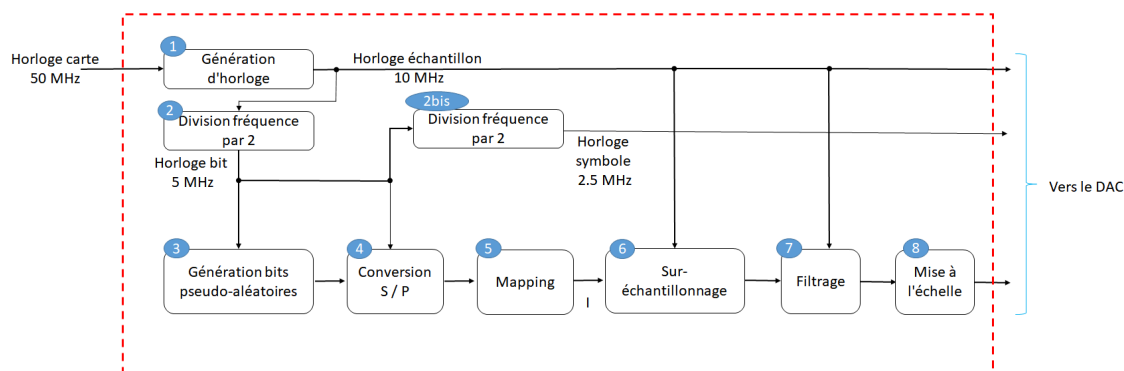 1
Horloge carte
50 MHz
Génération
d'horloge
Horloge échantillon
10 MHz
2
Division fréquence
par 2
2bis
Division fréquence
par 2
Horloge bit
5 MHz
Horloge
symbole
2.5 MHz
Vers le DAC
3
Génération bits
pseudo-aléatoires
4
Conversion
S / P
5
Mapping
I
6
Sur-
échantillonnage
7
Filtrage
8
Mise à
l'échelle